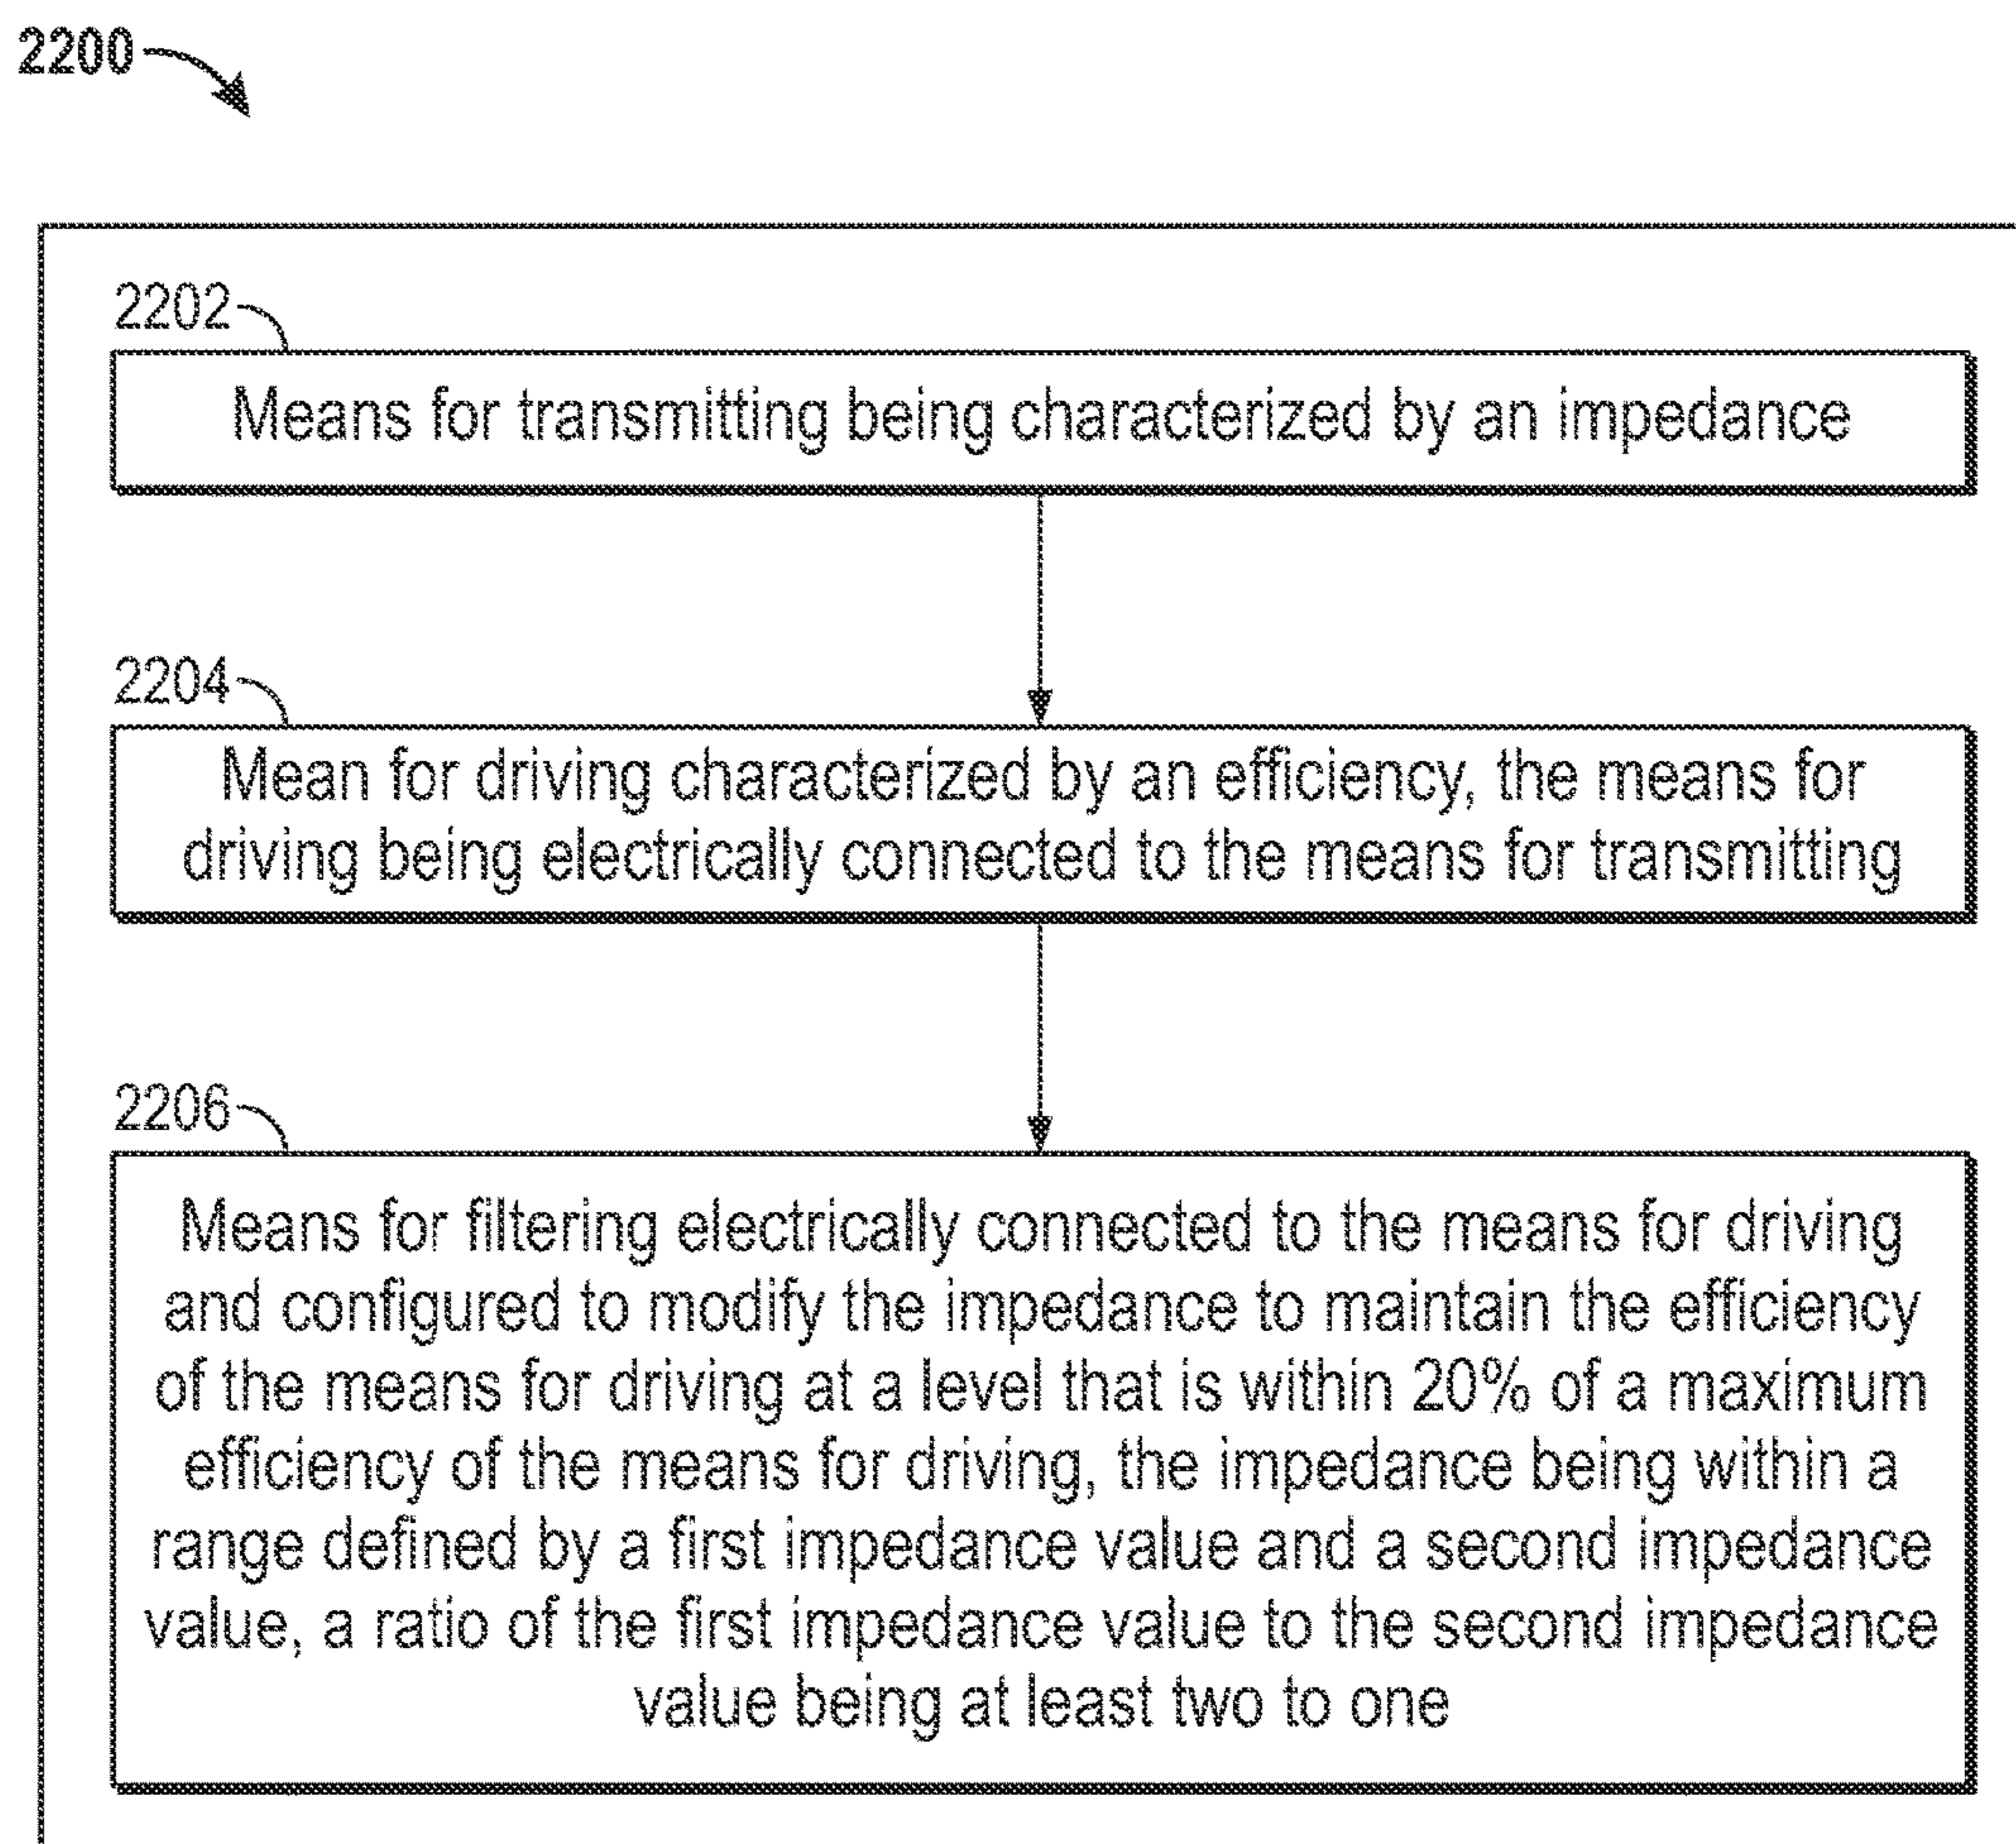 2200
2202
Means for transmitting being characterized by an impedance
2204
Mean for driving characterized by an efficiency, the means for
driving being electrically connected to the means for transmitting
2206
Means for filtering electrically connected to the means for driving
and configured to modify the impedance to maintain the efficiency
of the means for driving at a level that is within 20% of a maximum
efficiency of the means for driving, the impedance being within a
range defined by a first impedance value and a second impedance
value, a ratio of the first impedance value to the second impedance
value being at least two to one